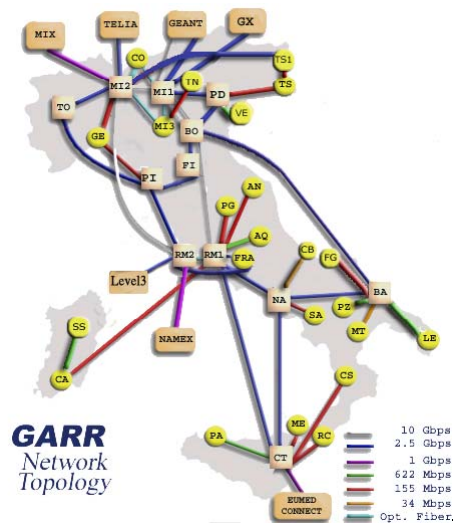 MIX
TELIA
GEANT
GX
CO
TS1
MI2
MI1
TN
PD
TS
TO
MI3
VE
GE
BO
FI
PI
AN
PG
AQ
RM2
RM1
FRA
CB
FG
Level3
NA
BA
PZ
SA
MT
LE
NAMEX
SS
CA
CS
ME
PA
RC
CT
EUMED
CONNECT
GARR
Network
Topology
10 Gbps
2.5 Gbps
1 Gbps
622 Mbps
155 Mbps
34 Mbps
Opt. Fiber